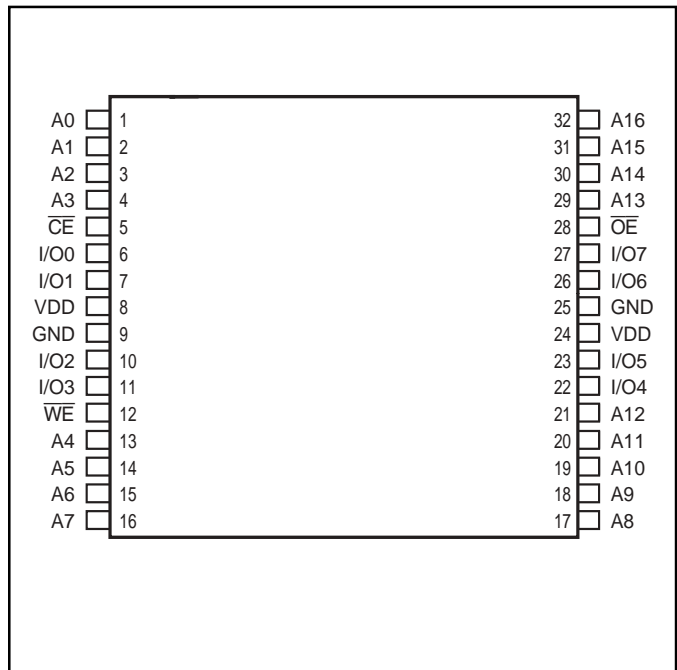 A0 1 32 A16
A1 2 31 A15
A2 3 30 A14
A3 4 29 A13
C̅E̅ 5 28 O̅E̅
I/O0 6 27 I/O7
I/O1 7 26 I/O6
VDD 8 25 GND
GND 9 24 VDD
I/O2 10 23 I/O5
I/O3 11 22 I/O4
W̅E̅ 12 21 A12
A4 13 20 A11
A5 14 19 A10
A6 15 18 A9
A7 16 17 A8